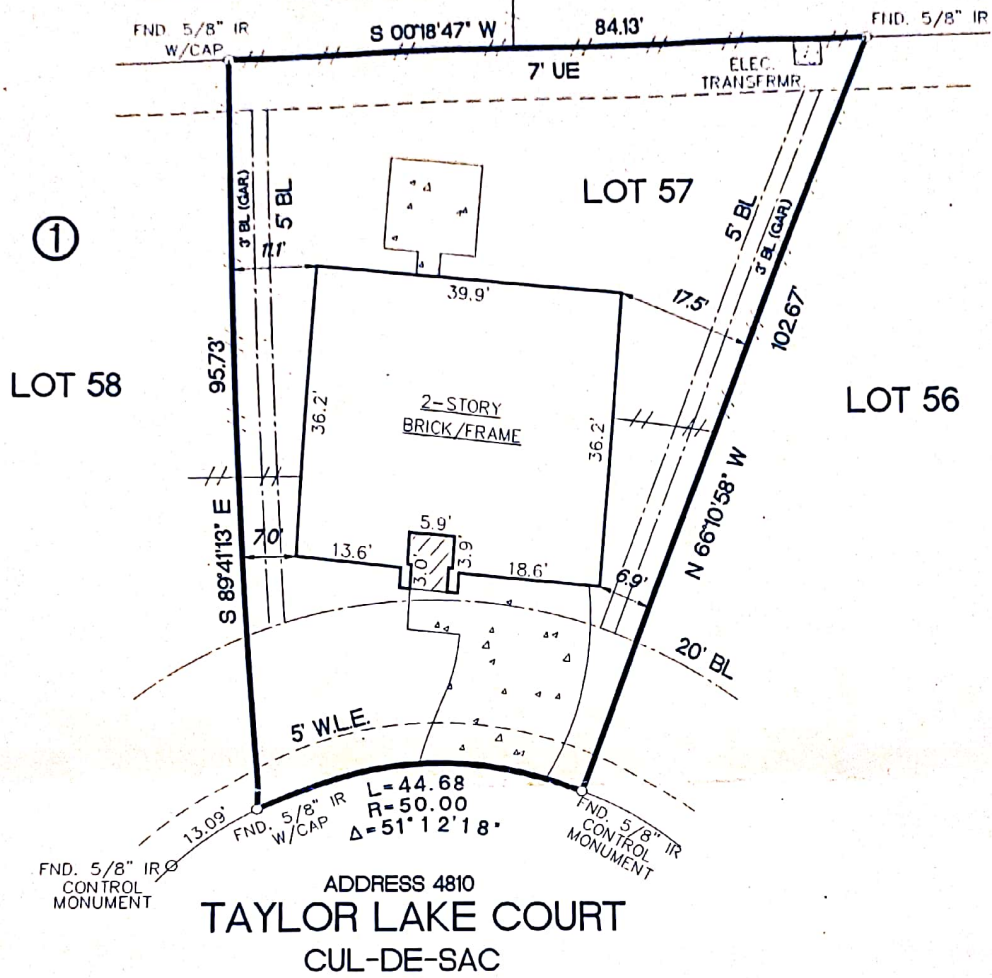 FND. 5/8" IR
W/CAP
S 00°18'47" W
84.13'
FND. 5/8" IR
7' UE
ELEC.
TRANSFRMR.
LOT 57
1
3' BL (GAR)
5' BL
11.1'
5' BL
3' BL (GAR)
39.9'
17.5'
102.67'
95.73'
LOT 58
36.2'
2-STORY
BRICK/FRAME
36.2'
LOT 56
N 66°10'58" W
S 89°41'13" E
7.0'
13.6'
5.9'
3.0'
3.9'
18.6'
6.9'
20' BL
5' W.L.E.
13.09'
FND. 5/8" IR
W/CAP
L=44.68
R=50.00
Δ=51°12'18"
FND. 5/8" IR
CONTROL
MONUMENT
FND. 5/8" IR
CONTROL
MONUMENT
ADDRESS 4810
TAYLOR LAKE COURT
CUL-DE-SAC